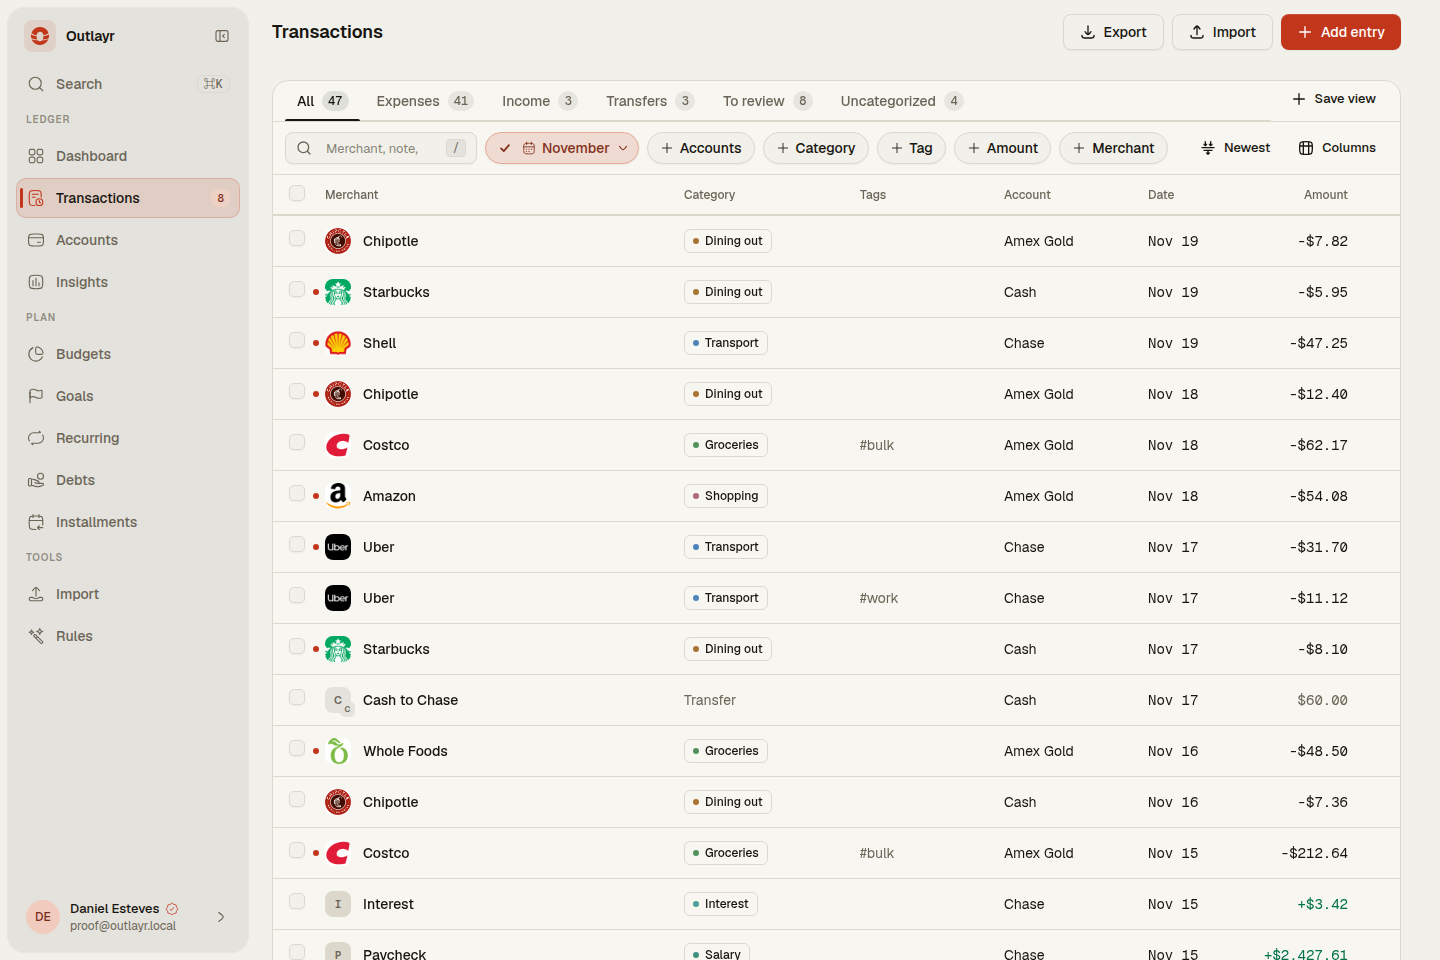 Outlayr
Search ⌘K
LEDGER
Dashboard
Transactions 8
Accounts
Insights
PLAN
Budgets
Goals
Recurring
Debts
Installments
TOOLS
Import
Rules
DE
Daniel Esteves
proof@outlayr.local
Transactions
Export Import Add entry
All 47 Expenses 41 Income 3 Transfers 3 To review 8 Uncategorized 4 Save view
Merchant, note, / November Accounts Category Tag Amount Merchant Newest Columns
Merchant Category Tags Account Date Amount
Chipotle Dining out Amex Gold Nov 19 -$7.82
Starbucks Dining out Cash Nov 19 -$5.95
Shell Transport Chase Nov 19 -$47.25
Chipotle Dining out Amex Gold Nov 18 -$12.40
Costco Groceries #bulk Amex Gold Nov 18 -$62.17
a Amazon Shopping Amex Gold Nov 18 -$54.08
Uber Uber Transport Chase Nov 17 -$31.70
Uber Uber Transport #work Chase Nov 17 -$11.12
Starbucks Dining out Cash Nov 17 -$8.10
C C Cash to Chase Transfer Cash Nov 17 $60.00
Whole Foods Groceries Amex Gold Nov 16 -$48.50
Chipotle Dining out Cash Nov 16 -$7.36
Costco Groceries #bulk Amex Gold Nov 15 -$212.64
I Interest Interest Chase Nov 15 +$3.42
P Paycheck Salary Chase Nov 15 +$2,427.61